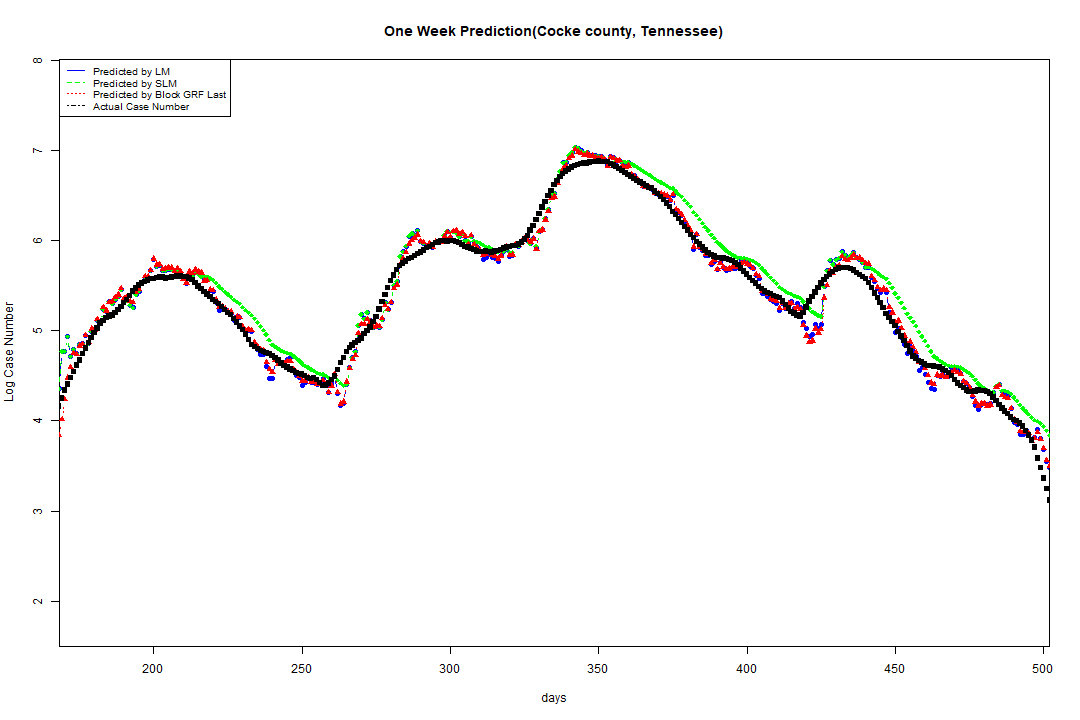 One Week Prediction(Cocke county, Tennessee)
Predicted by LM
Predicted by SLM
Predicted by Block GRF Last
Actual Case Number
8
7
6
5
4
3
2
Log Case Number
200 250 300 350 400 450 500
days